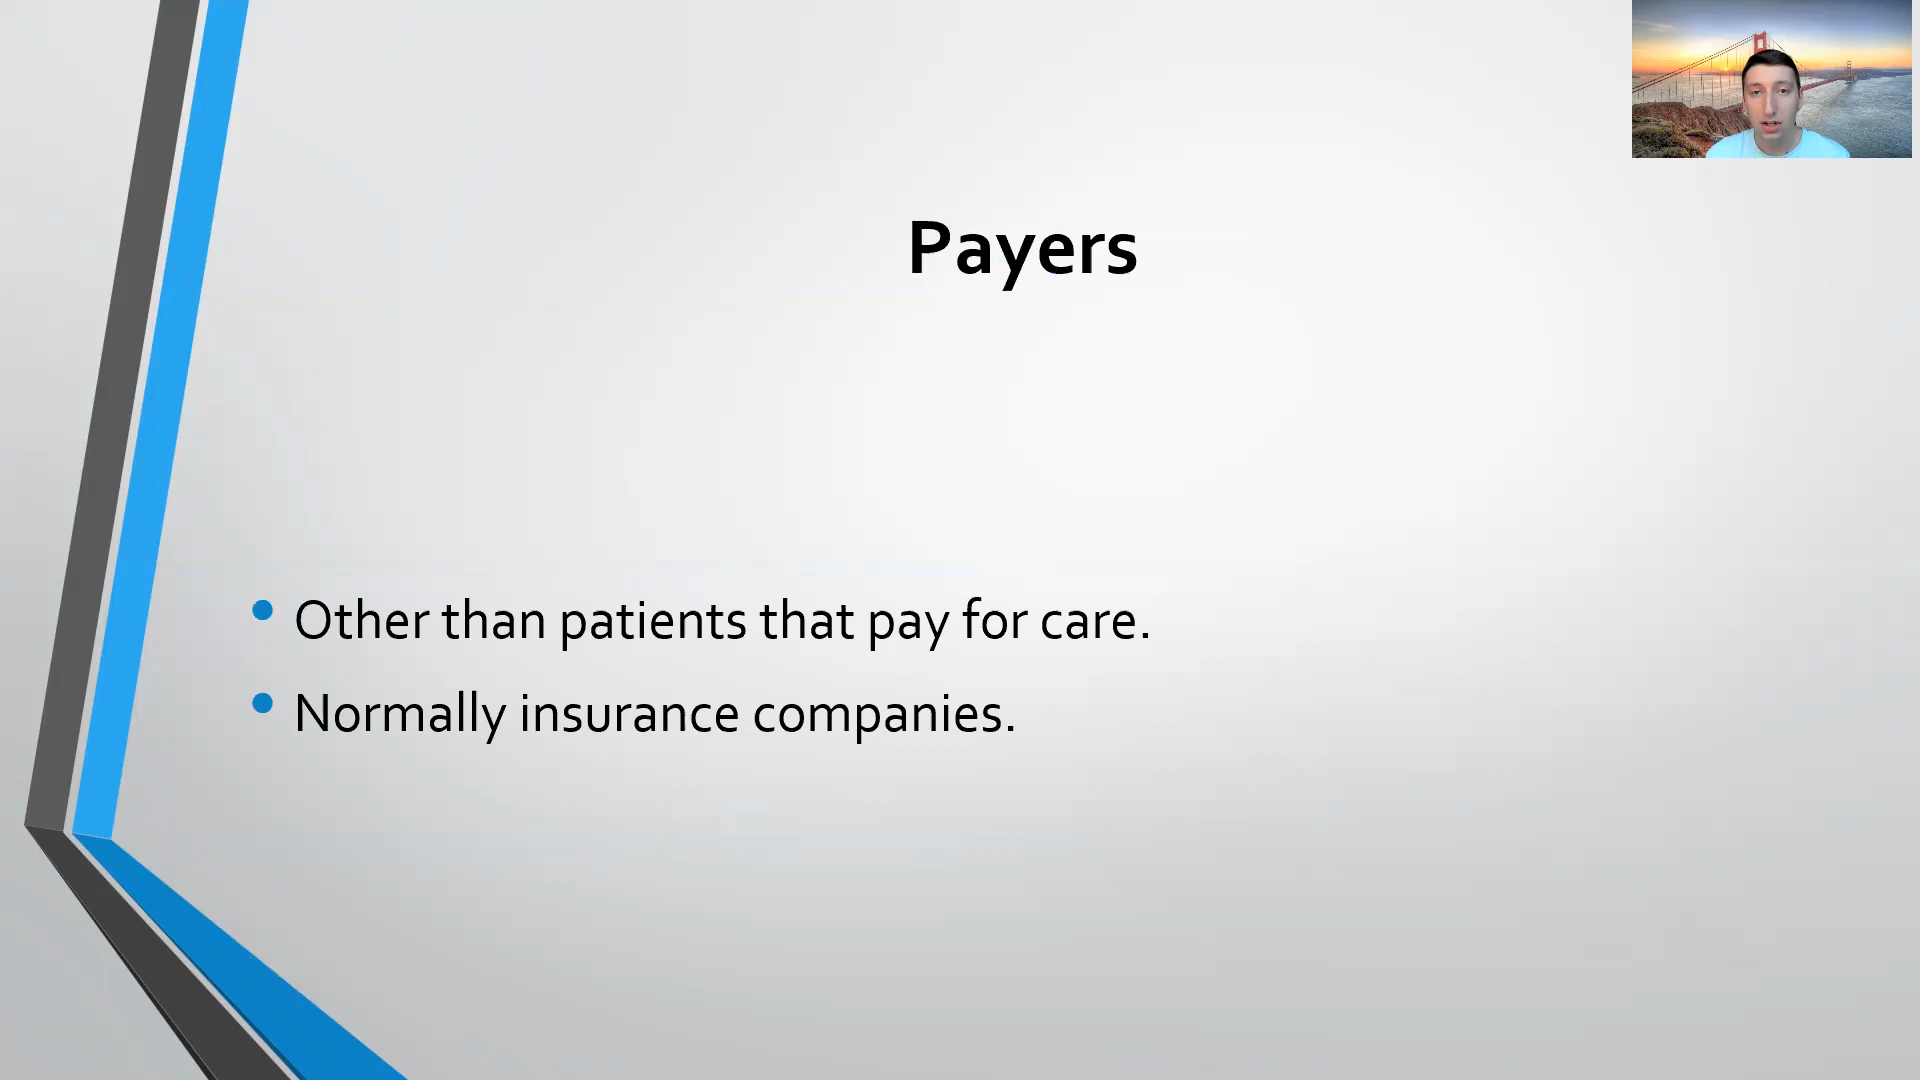 Payers
Other than patients that pay for care.
Normally insurance companies.